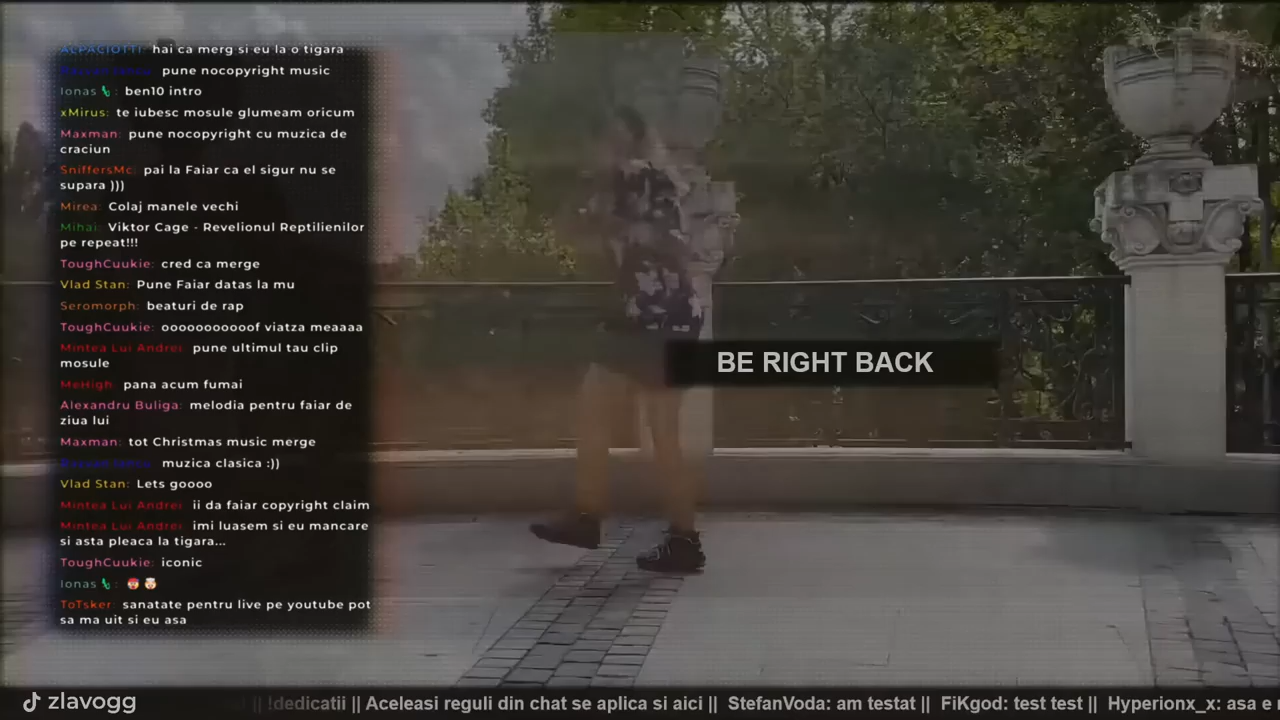 ALPACIOTTI: hai ca merg si eu la o tigara
pune nocopyright music
Ionas : ben10 intro
xMirus: te iubesc mosule glumeam oricum
Maxman: pune nocopyright cu muzica de
craciun
SniffersMc: pai la Faiar ca el sigur nu se
supara )))
Mirea: Colaj manele vechi
Mihai: Viktor Cage - Revelionul Reptilienilor
pe repeat!!!
ToughCuukie: cred ca merge
Vlad Stan: Pune Faiar datas la mu
Seromorph: beaturi de rap
ToughCuukie: ooooooooooof viatza meaaaa
Mintea Lui Andrei: pune ultimul tau clip
mosule
MeHigh: pana acum fumai
Alexandru Buliga: melodia pentru faiar de
ziua lui
Maxman: tot Christmas music merge
muzica clasica :))
Vlad Stan: Lets goooo
Mintea Lui Andrei: ii da faiar copyright claim
Mintea Lui Andrei: imi luasem si eu mancare
si asta pleaca la tigara...
ToughCuukie: iconic
Ionas : 🤯 🤯
ToTsker: sanatate pentru live pe youtube pot
sa ma uit si eu asa
BE RIGHT BACK
zlavogg
|| !dedicatii || Aceleasi reguli din chat se aplica si aici || StefanVoda: am testat || FiKgod: test test || Hyperionx_x: asa e